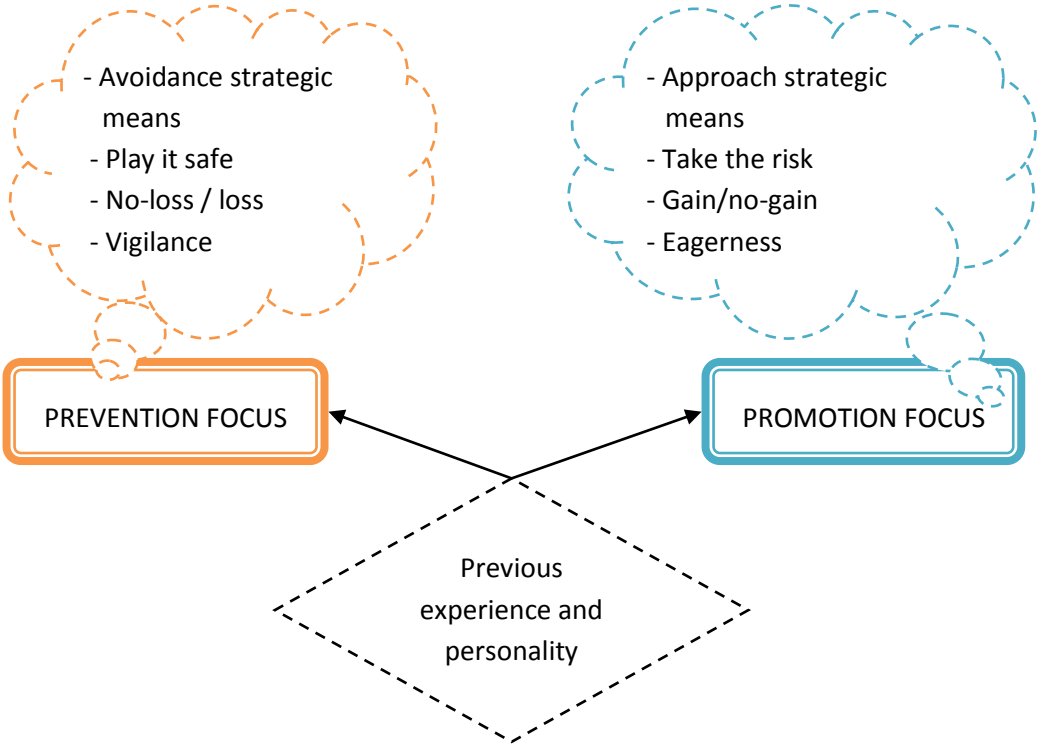 - Avoidance strategic
means
- Play it safe
- No-loss / loss
- Vigilance
- Approach strategic
means
- Take the risk
- Gain/no-gain
- Eagerness
PREVENTION FOCUS
PROMOTION FOCUS
Previous
experience and
personality